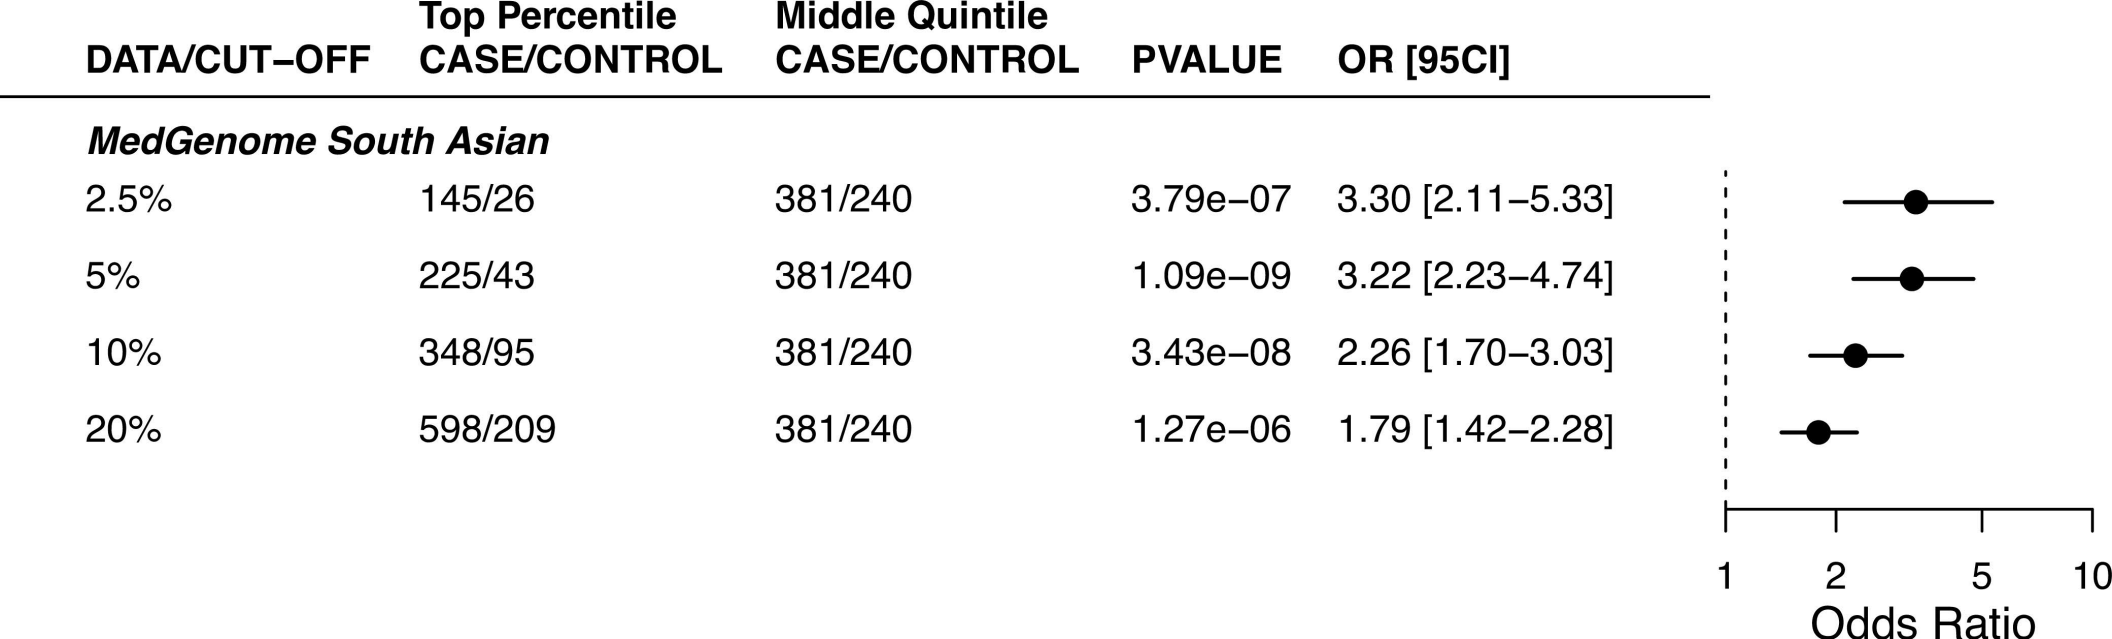 Top Percentile Middle Quintile
DATA/CUT–OFF CASE/CONTROL CASE/CONTROL PVALUE OR [95CI]
MedGenome South Asian
2.5% 145/26 381/240 3.79e–07 3.30 [2.11–5.33]
5% 225/43 381/240 1.09e–09 3.22 [2.23–4.74]
10% 348/95 381/240 3.43e–08 2.26 [1.70–3.03]
20% 598/209 381/240 1.27e–06 1.79 [1.42–2.28]
1 2 5 10
Odds Ratio